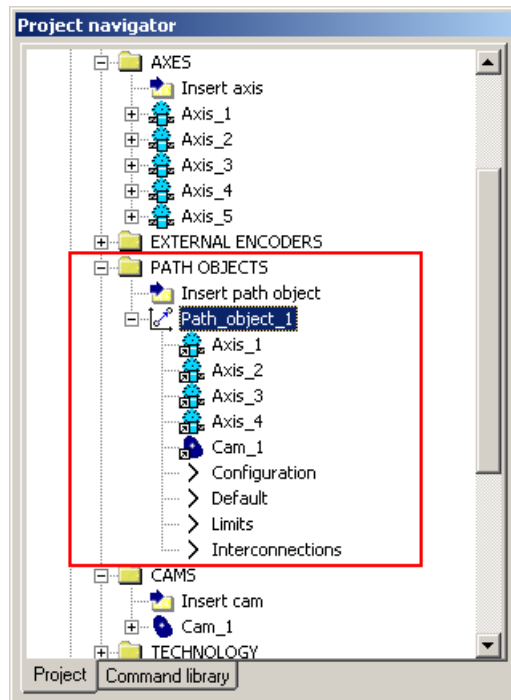 Project navigator
AXES
Insert axis
Axis_1
Axis_2
Axis_3
Axis_4
Axis_5
EXTERNAL ENCODERS
PATH OBJECTS
Insert path object
Path_object_1
Axis_1
Axis_2
Axis_3
Axis_4
Cam_1
Configuration
Default
Limits
Interconnections
CAMS
Insert cam
Cam_1
TECHNOLOGY
Project Command library